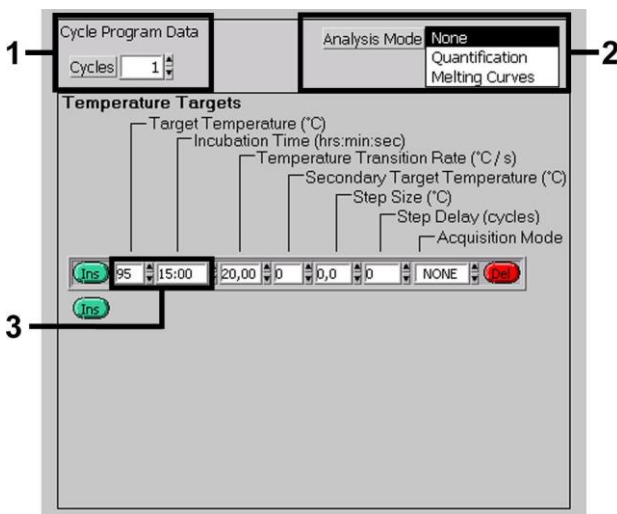 Cycle Program Data
Cycles 1
Analysis Mode None
Quantification
Melting Curves
1
2
Temperature Targets
Target Temperature (°C)
Incubation Time (hrs:min:sec)
Temperature Transition Rate (°C / s)
Secondary Target Temperature (°C)
Step Size (°C)
Step Delay (cycles)
Acquisition Mode
Ins 95 15:00 20,00 0 0,0 0 NONE Del
Ins
3